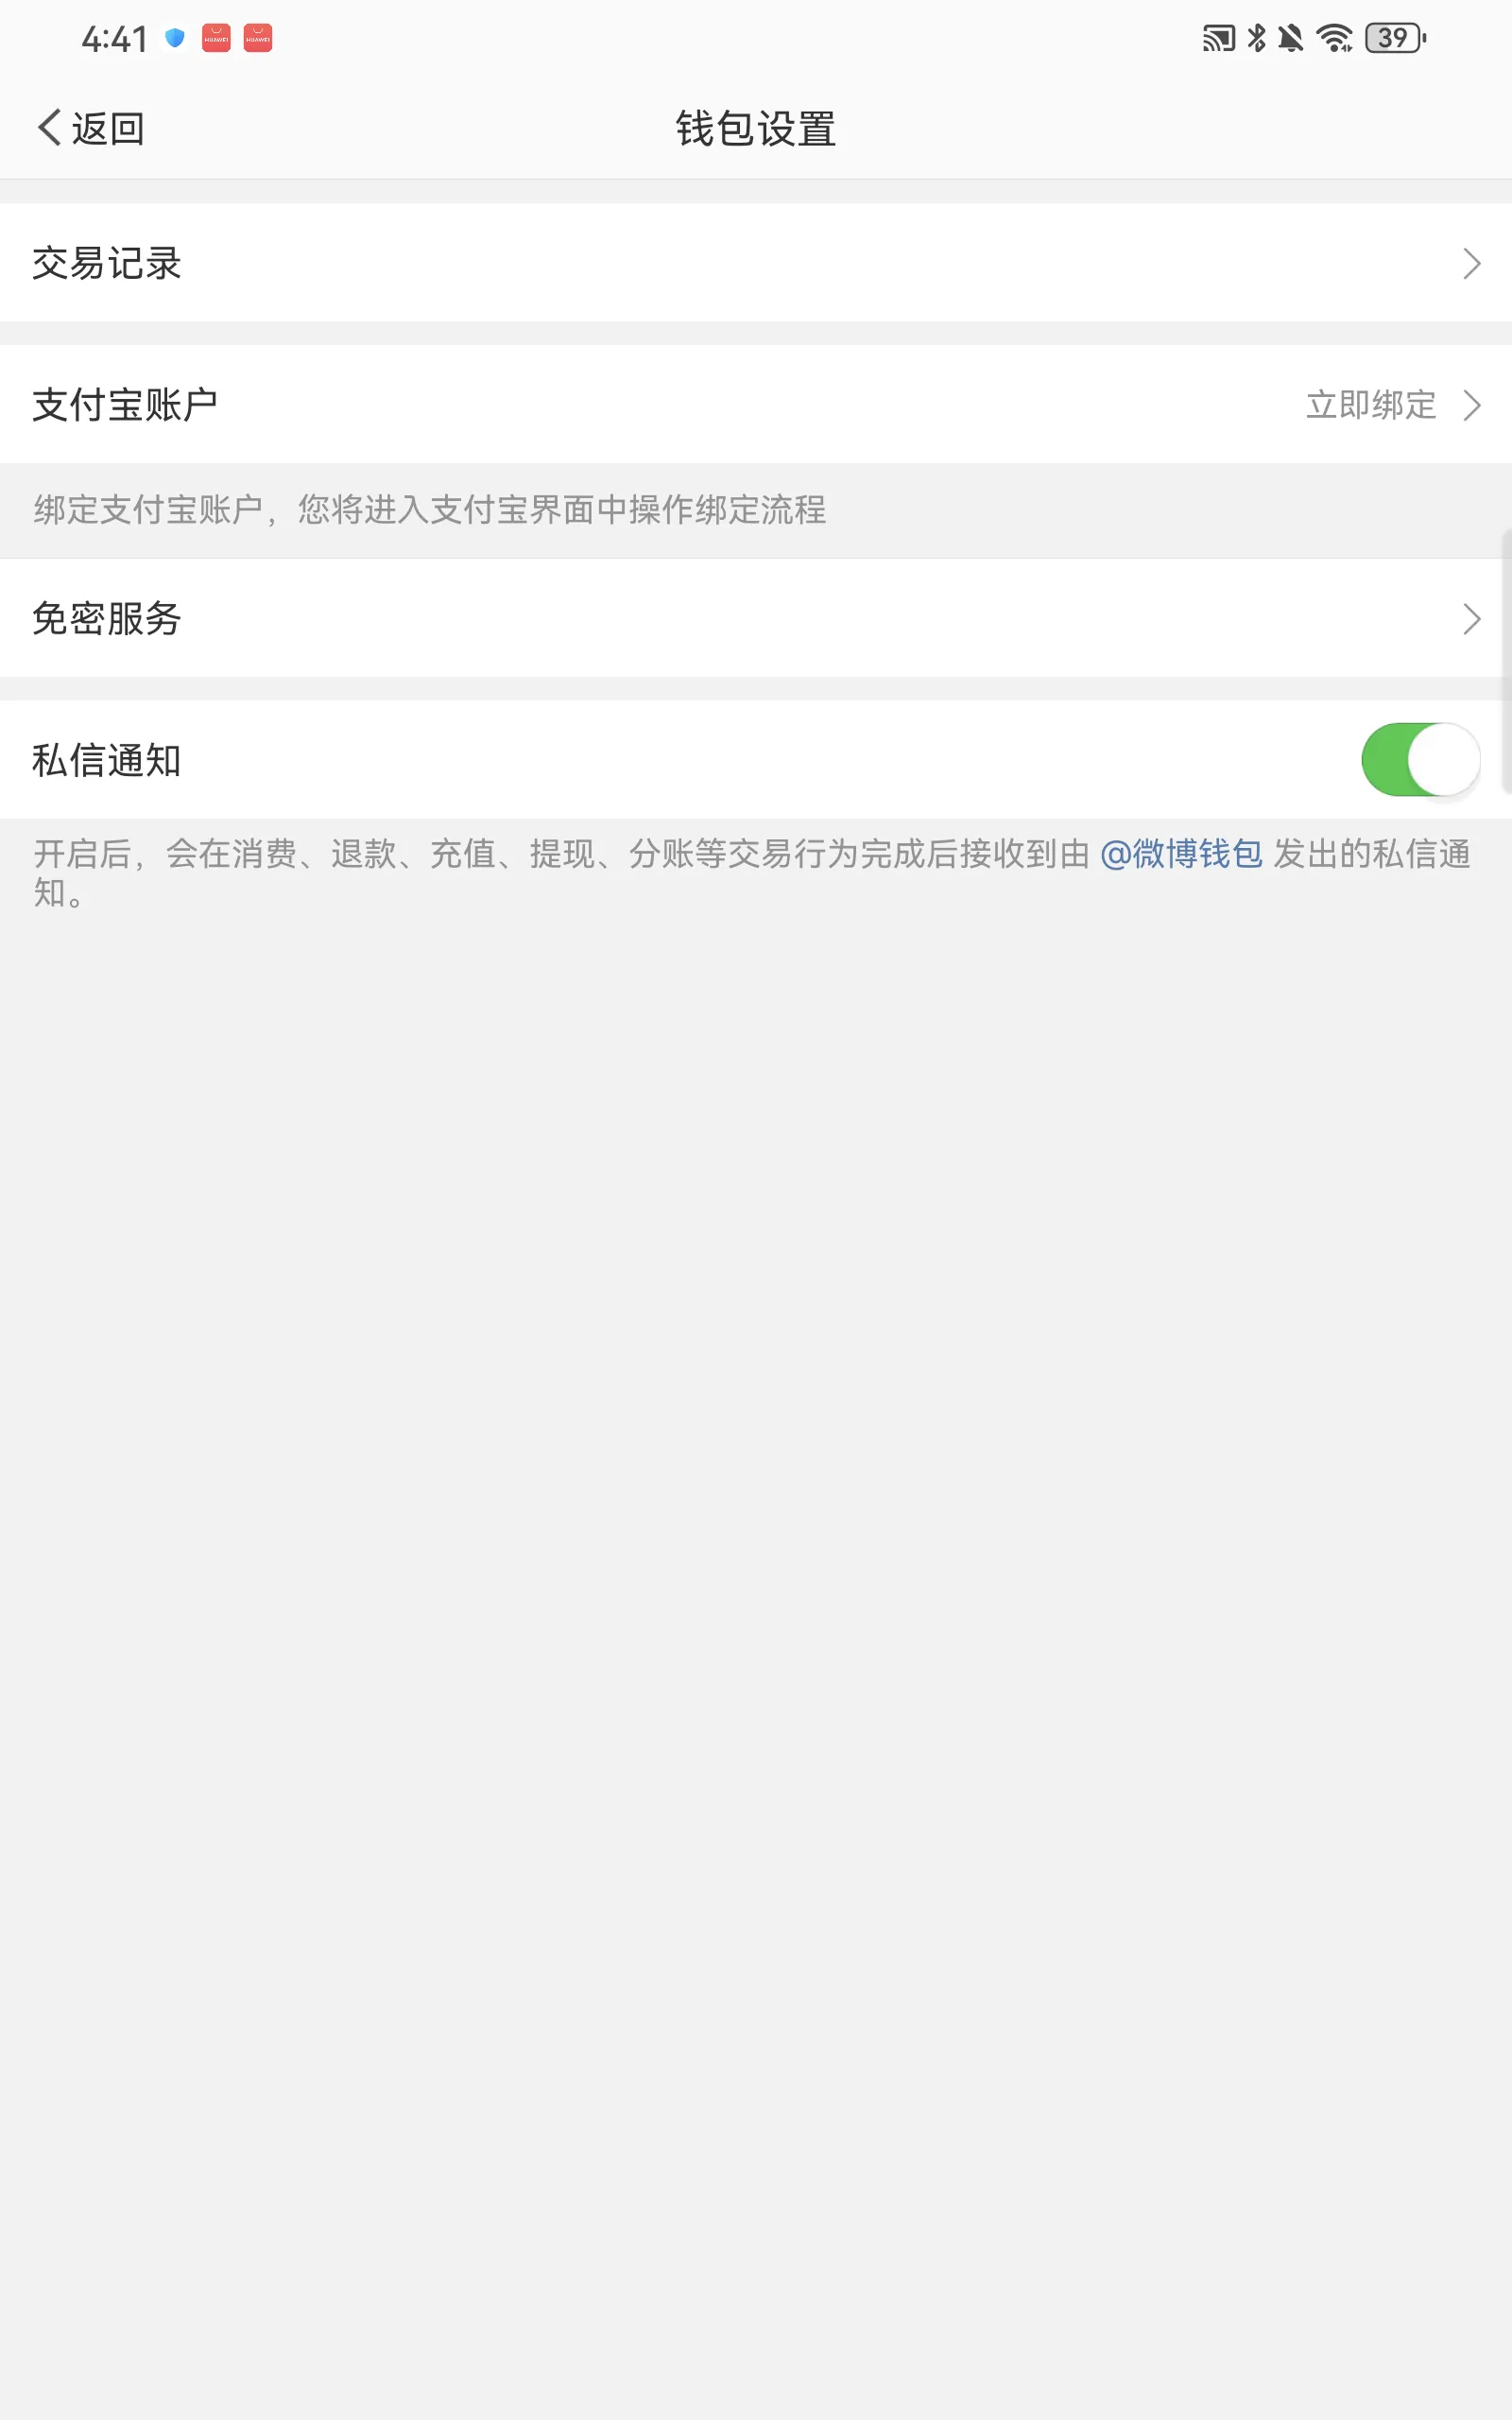 4:41
HUAWEI
HUAWEI
39
返回
钱包设置
交易记录
支付宝账户
立即绑定
绑定支付宝账户，您将进入支付宝界面中操作绑定流程
免密服务
私信通知
开启后，会在消费、退款、充值、提现、分账等交易行为完成后接收到由 @微博钱包 发出的私信通
知。